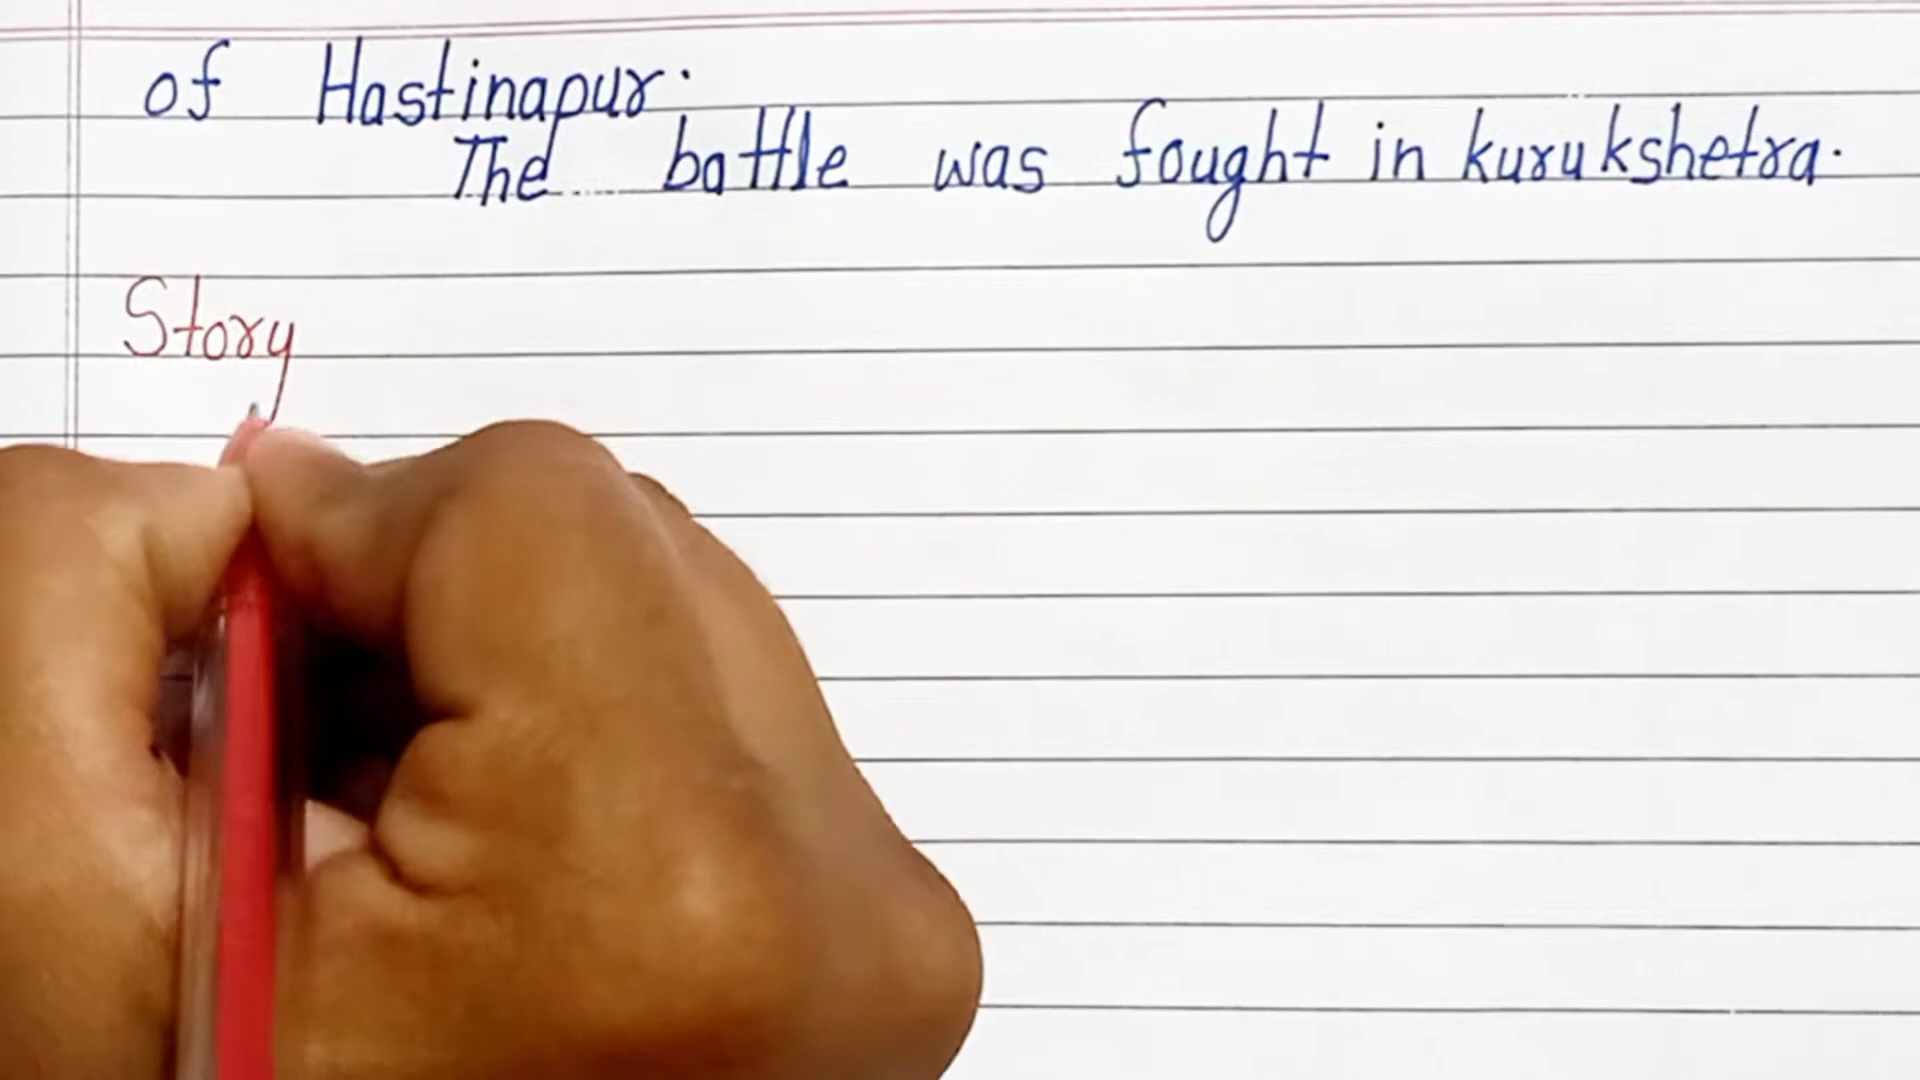 of Hastinapur.
The battle was fought in kurukshetra.
Story